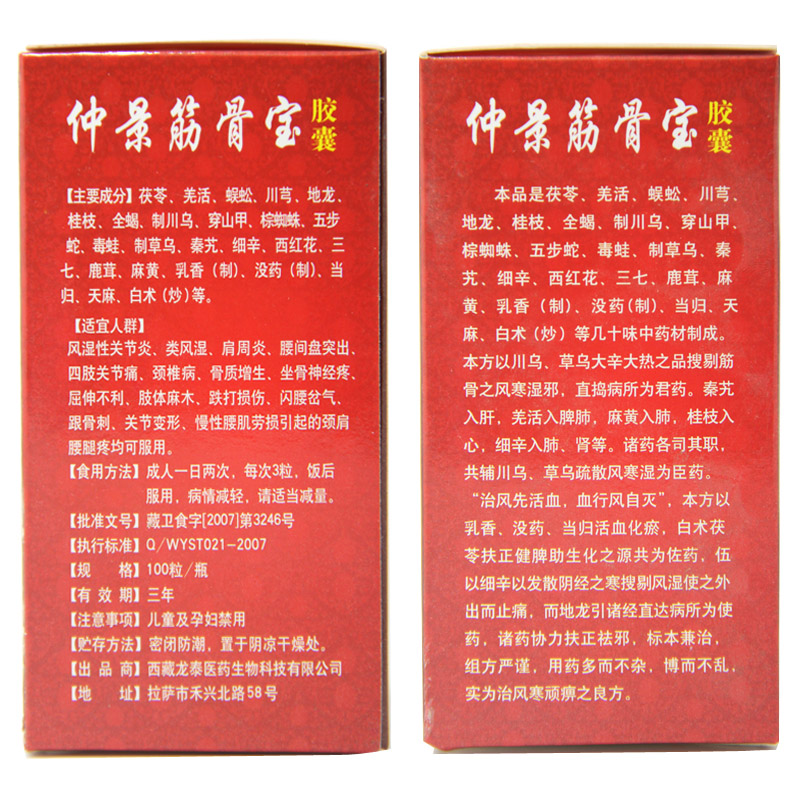 仲景筋骨宝胶囊
【主要成分】茯苓、羌活、蜈蚣、川芎、地龙、
桂枝、全蝎、制川乌、穿山甲、棕蜘蛛、五步
蛇、毒蛙、制草乌、秦艽、细辛、西红花、三
七、鹿茸、麻黄、乳香（制）、没药（制）、当
归、天麻、白术（炒）等。
【适宜人群】
风湿性关节炎、类风湿、肩周炎、腰间盘突出、
四肢关节痛、颈椎病、骨质增生、坐骨神经疼、
屈伸不利、肢体麻木、跌打损伤、闪腰岔气、
跟骨刺、关节变形、慢性腰肌劳损引起的颈肩
腰腿疼均可服用。
【食用方法】成人一日两次，每次3粒，饭后
服用，病情减轻，请适当减量。
【批准文号】藏卫食字[2007]第3246号
【执行标准】Q/WYST021-2007
【规 格】100粒/瓶
【有 效 期】三年
【注意事项】儿童及孕妇禁用
【贮存方法】密闭防潮，置于阴凉干燥处。
【出 品 商】西藏龙泰医药生物科技有限公司
【地 址】拉萨市禾兴北路58号
仲景筋骨宝胶囊
本品是茯苓、羌活、蜈蚣、川芎、
地龙、桂枝、全蝎、制川乌、穿山甲、
棕蜘蛛、五步蛇、毒蛙、制草乌、秦
艽、细辛、西红花、三七、鹿茸、麻
黄、乳香（制）、没药(制）、当归、天
麻、白术（炒）等几十味中药材制成。
本方以川乌、草乌大辛大热之品搜剔筋
骨之风寒湿邪，直捣病所为君药。秦艽
入肝，羌活入脾肺，麻黄入肺，桂枝入
心，细辛入肺、肾等。诸药各司其职，
共辅川乌、草乌疏散风寒湿为臣药。
“治风先活血，血行风自灭”，本方以
乳香、没药、当归活血化瘀，白术茯
苓扶正健脾助生化之源共为佐药，伍
以细辛以发散阴经之寒搜剔风湿使之外
出而止痛，而地龙引诸经直达病所为使
药，诸药协力扶正祛邪，标本兼治，
组方严谨，用药多而不杂，博而不乱，
实为治风寒顽痹之良方。